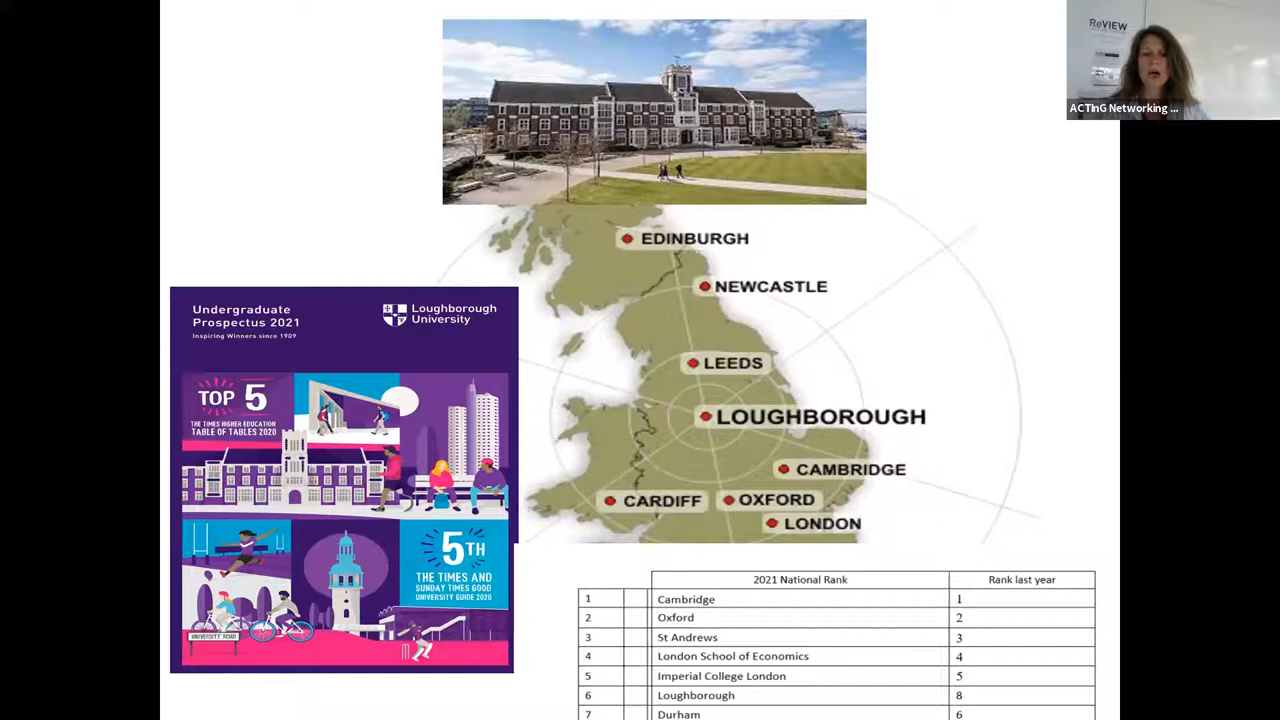 ReVIEW
ACTInG Networking ...
EDINBURGH
NEWCASTLE
LEEDS
LOUGHBOROUGH
CAMBRIDGE
CARDIFF
OXFORD
LONDON
Undergraduate
Prospectus 2021
Inspiring Winners since 1909
Loughborough
University
TOP 5
THE TIMES HIGHER EDUCATION
TABLE OF TABLES 2020
5TH
THE TIMES AND
SUNDAY TIMES GOOD
UNIVERSITY GUIDE 2020
UNIVERSITY ROAD
2021 National Rank Rank last year
1 Cambridge 1
2 Oxford 2
3 St Andrews 3
4 London School of Economics 4
5 Imperial College London 5
6 Loughborough 8
7 Durham 6